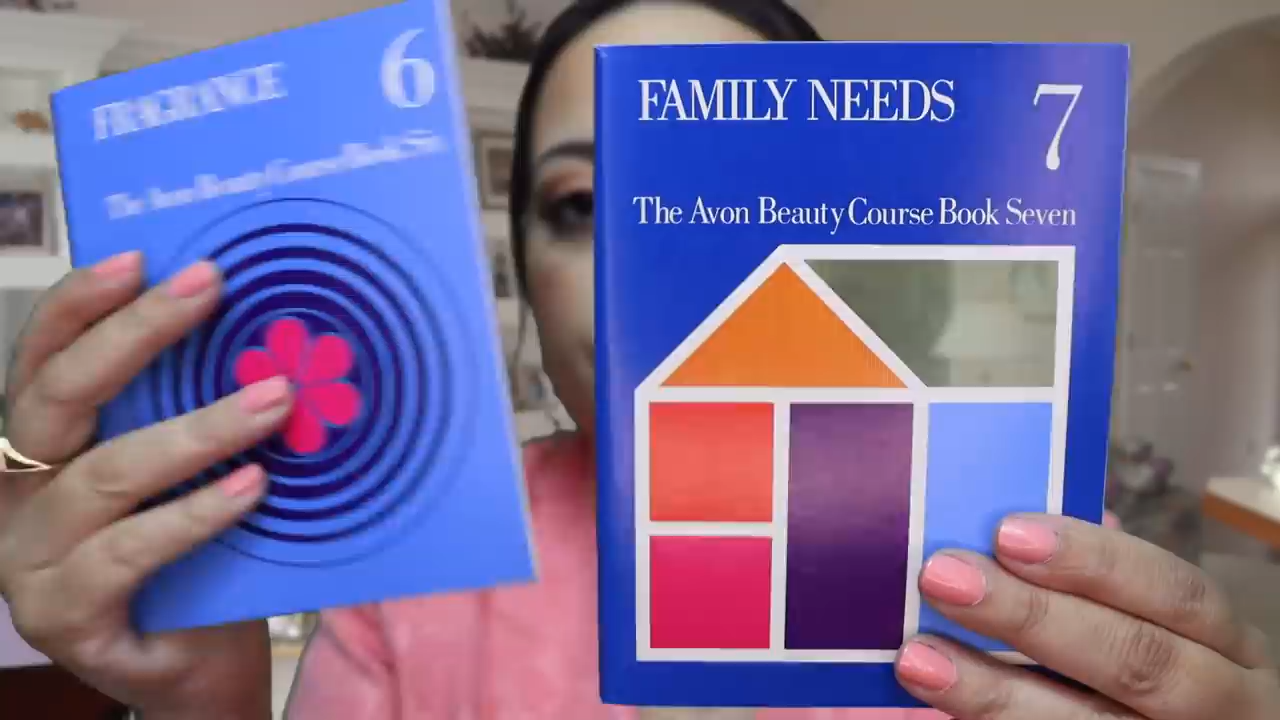 FRAGRANCE
6
The Avon Beauty Course Book Six
FAMILY NEEDS
7
The Avon Beauty Course Book Seven